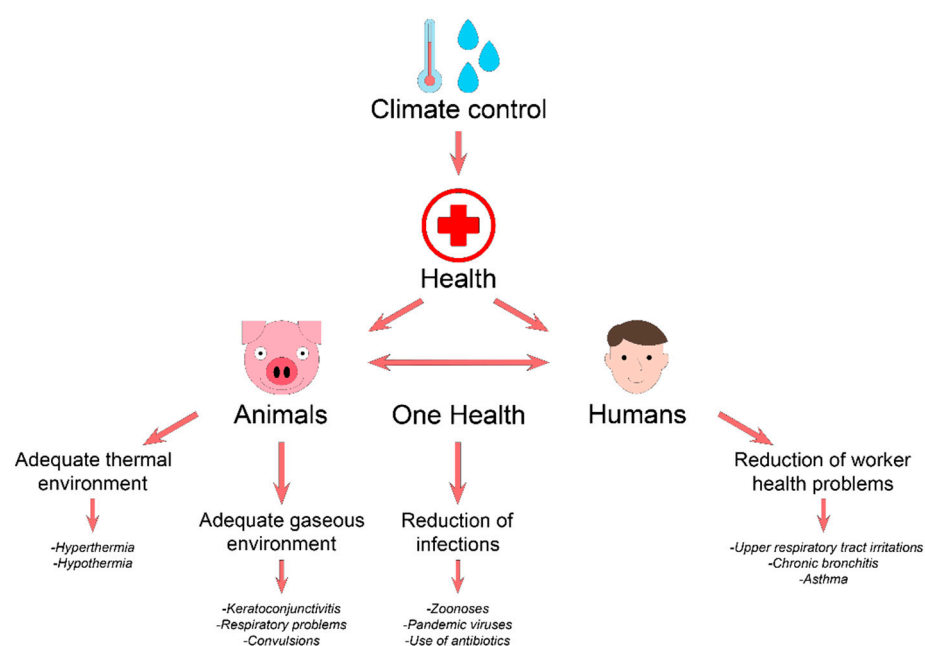 Climate control
Health
Animals
One Health
Humans
Adequate thermal
environment
-Hyperthermia
-Hypothermia
Adequate gaseous
environment
-Keratoconjunctivitis
-Respiratory problems
-Convulsions
Reduction of
infections
-Zoonoses
-Pandemic viruses
-Use of antibiotics
Reduction of worker
health problems
-Upper respiratory tract irritations
-Chronic bronchitis
-Asthma